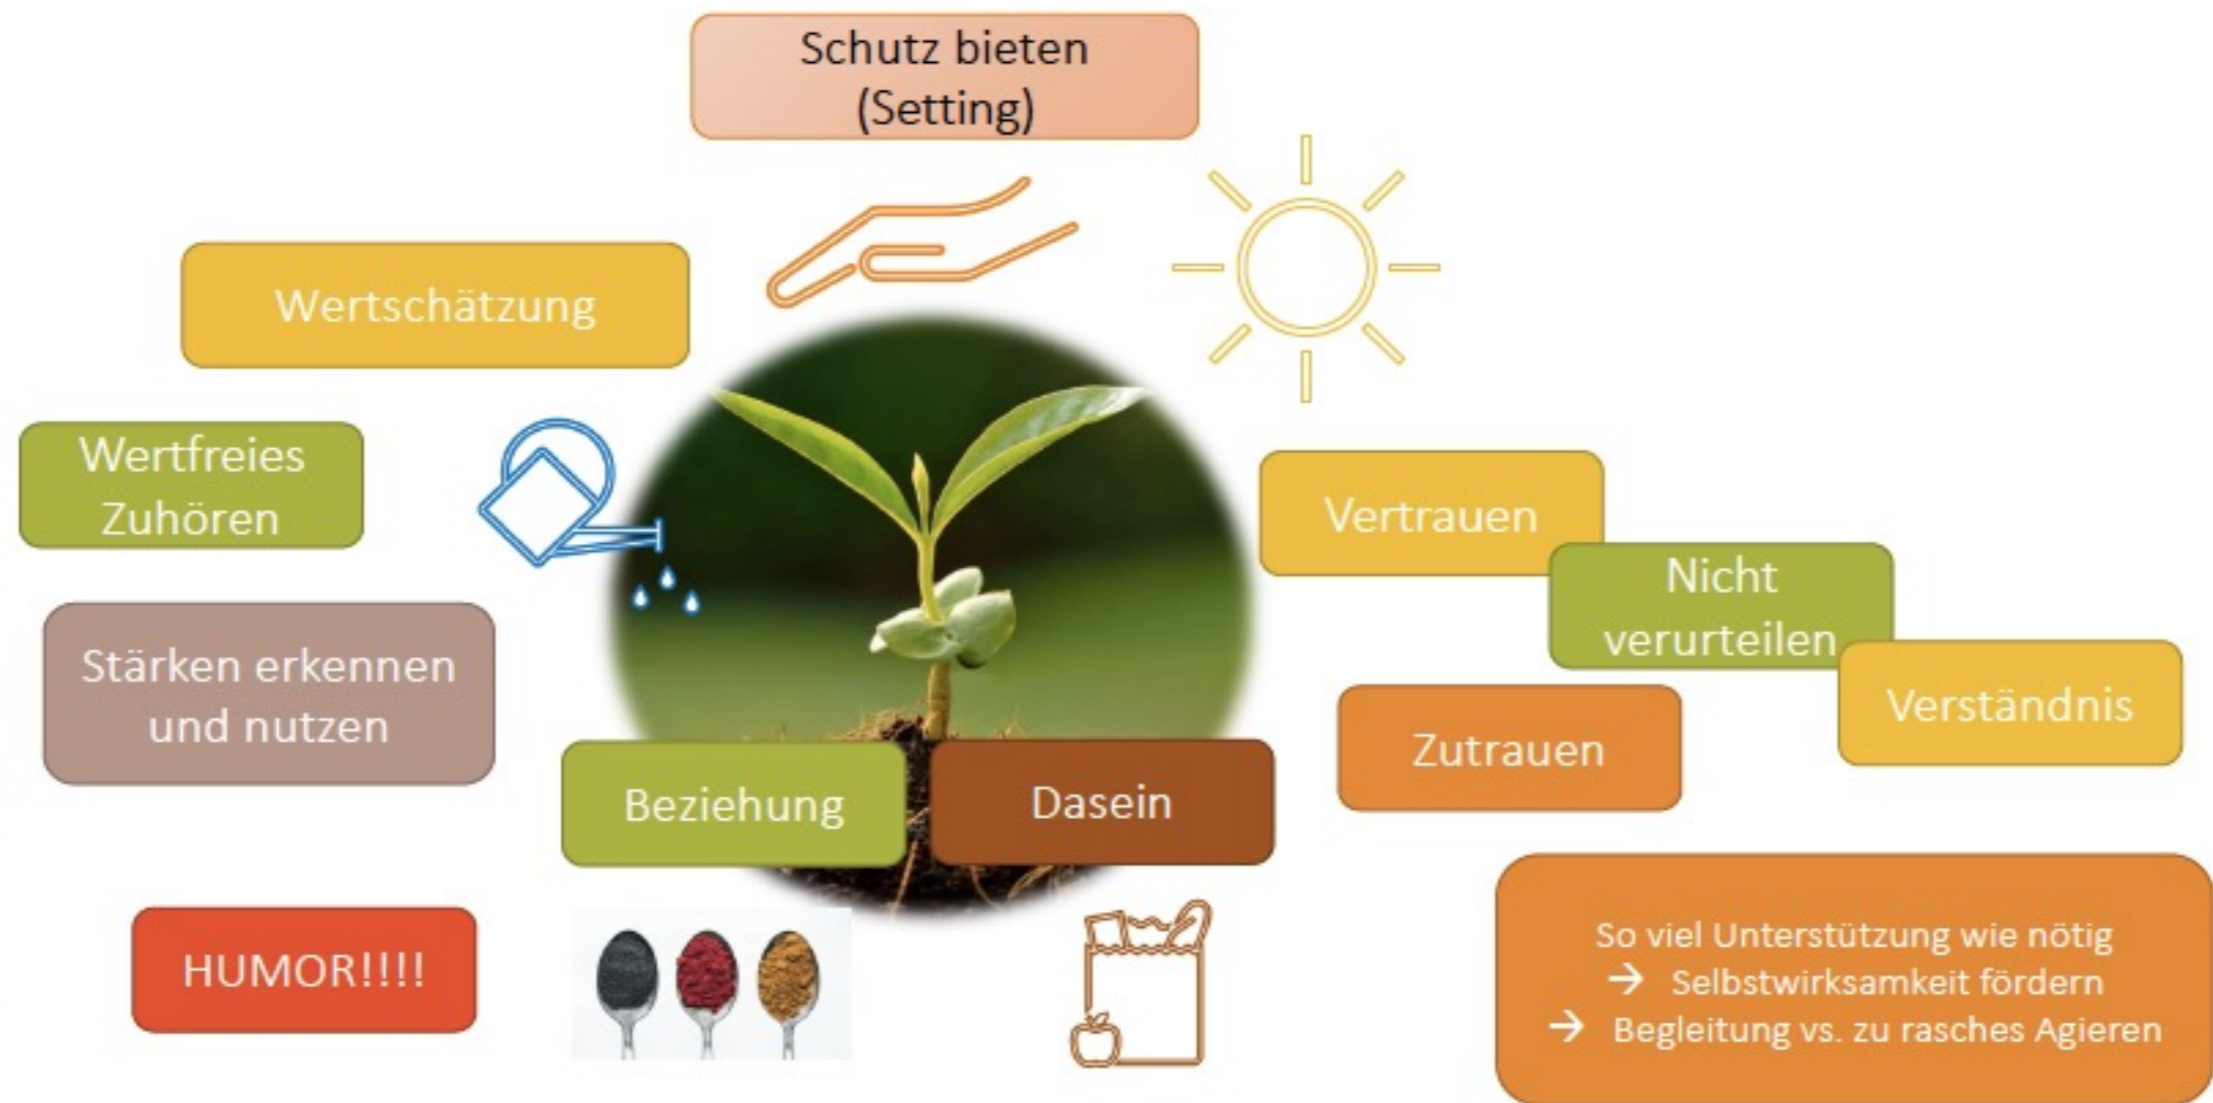 Schutz bieten
(Setting)
Wertschätzung
Wertfreies
Zuhören
Stärken erkennen
und nutzen
HUMOR!!!!
Beziehung
Dasein
Vertrauen
Nicht
verurteilen
Verständnis
Zutrauen
So viel Unterstützung wie nötig
→ Selbstwirksamkeit fördern
→ Begleitung vs. zu rasches Agieren